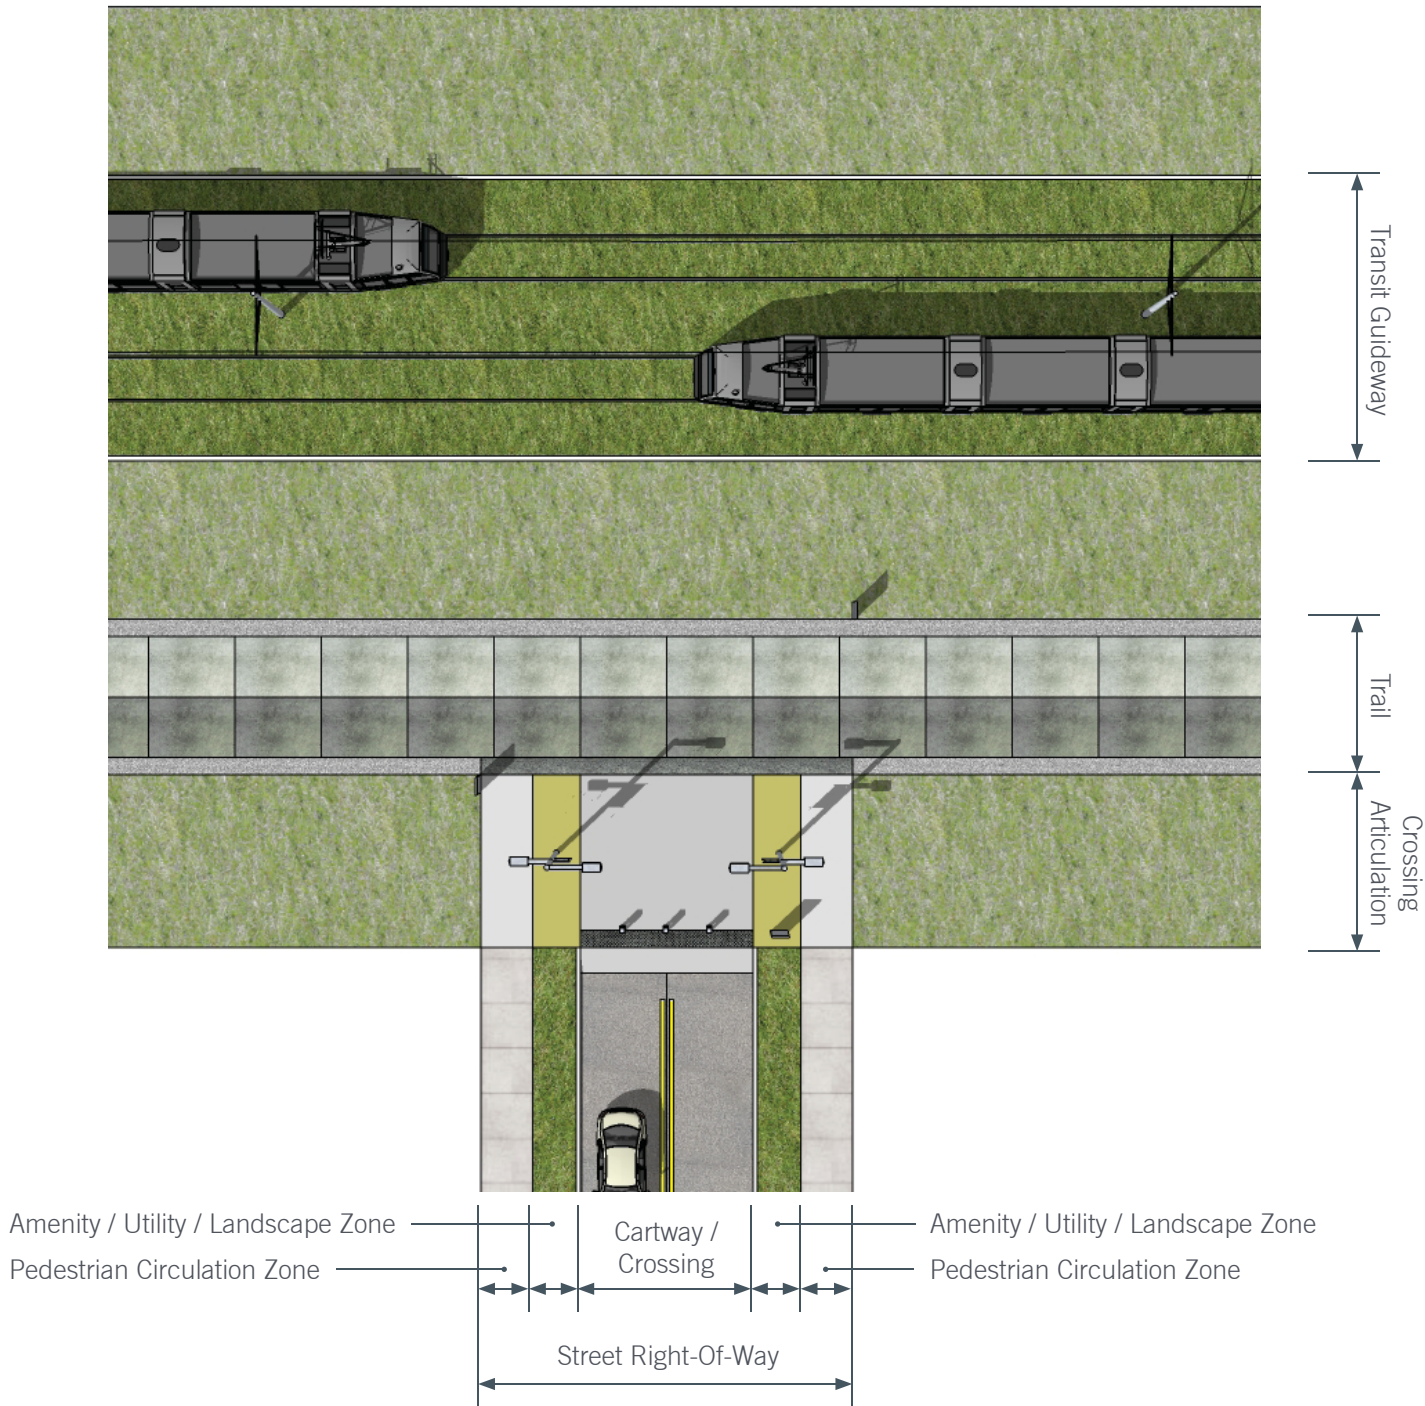 Transit Guideway
Trail
Crossing
Articulation
Amenity / Utility / Landscape Zone
Pedestrian Circulation Zone
Cartway /
Crossing
Amenity / Utility / Landscape Zone
Pedestrian Circulation Zone
Street Right-Of-Way